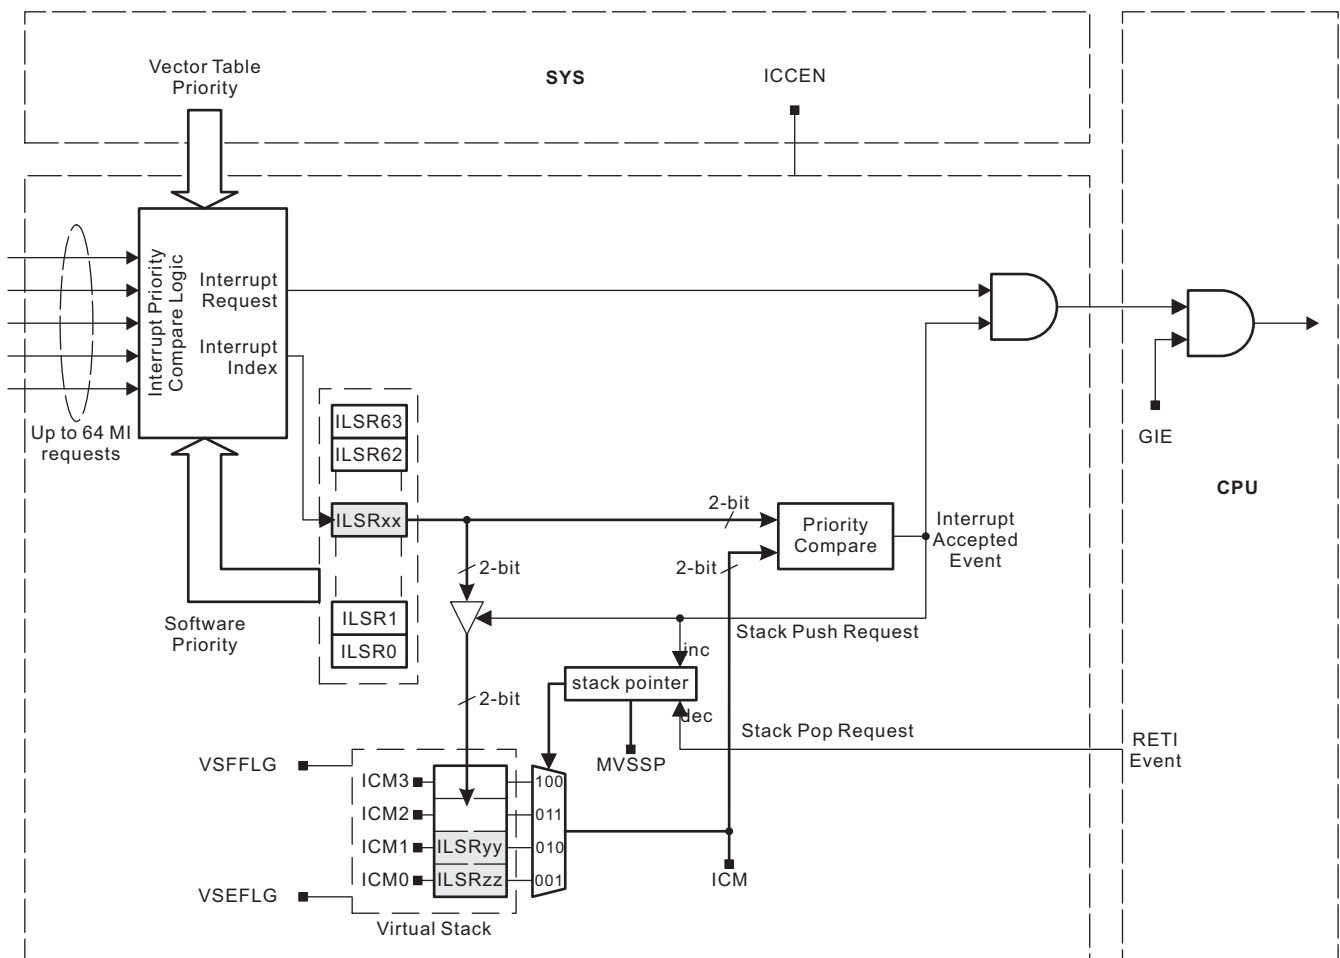 Vector Table
Priority
SYS
ICCEN
Interrupt Priority
Compare Logic
Interrupt
Request
Interrupt
Index
Up to 64 MI
requests
ILSR63
ILSR62
ILSRxx
ILSR1
ILSR0
Software
Priority
2-bit
2-bit
2-bit
2-bit
Priority
Compare
Interrupt
Accepted
Event
GIE
CPU
Stack Push Request
inc
stack pointer
dec
Stack Pop Request
RETI
Event
MVSSP
VSFFLG
ICM3
100
ICM2
011
ICM1
ILSRyy
010
ICM0
ILSRzz
001
ICM
VSEFLG
Virtual Stack